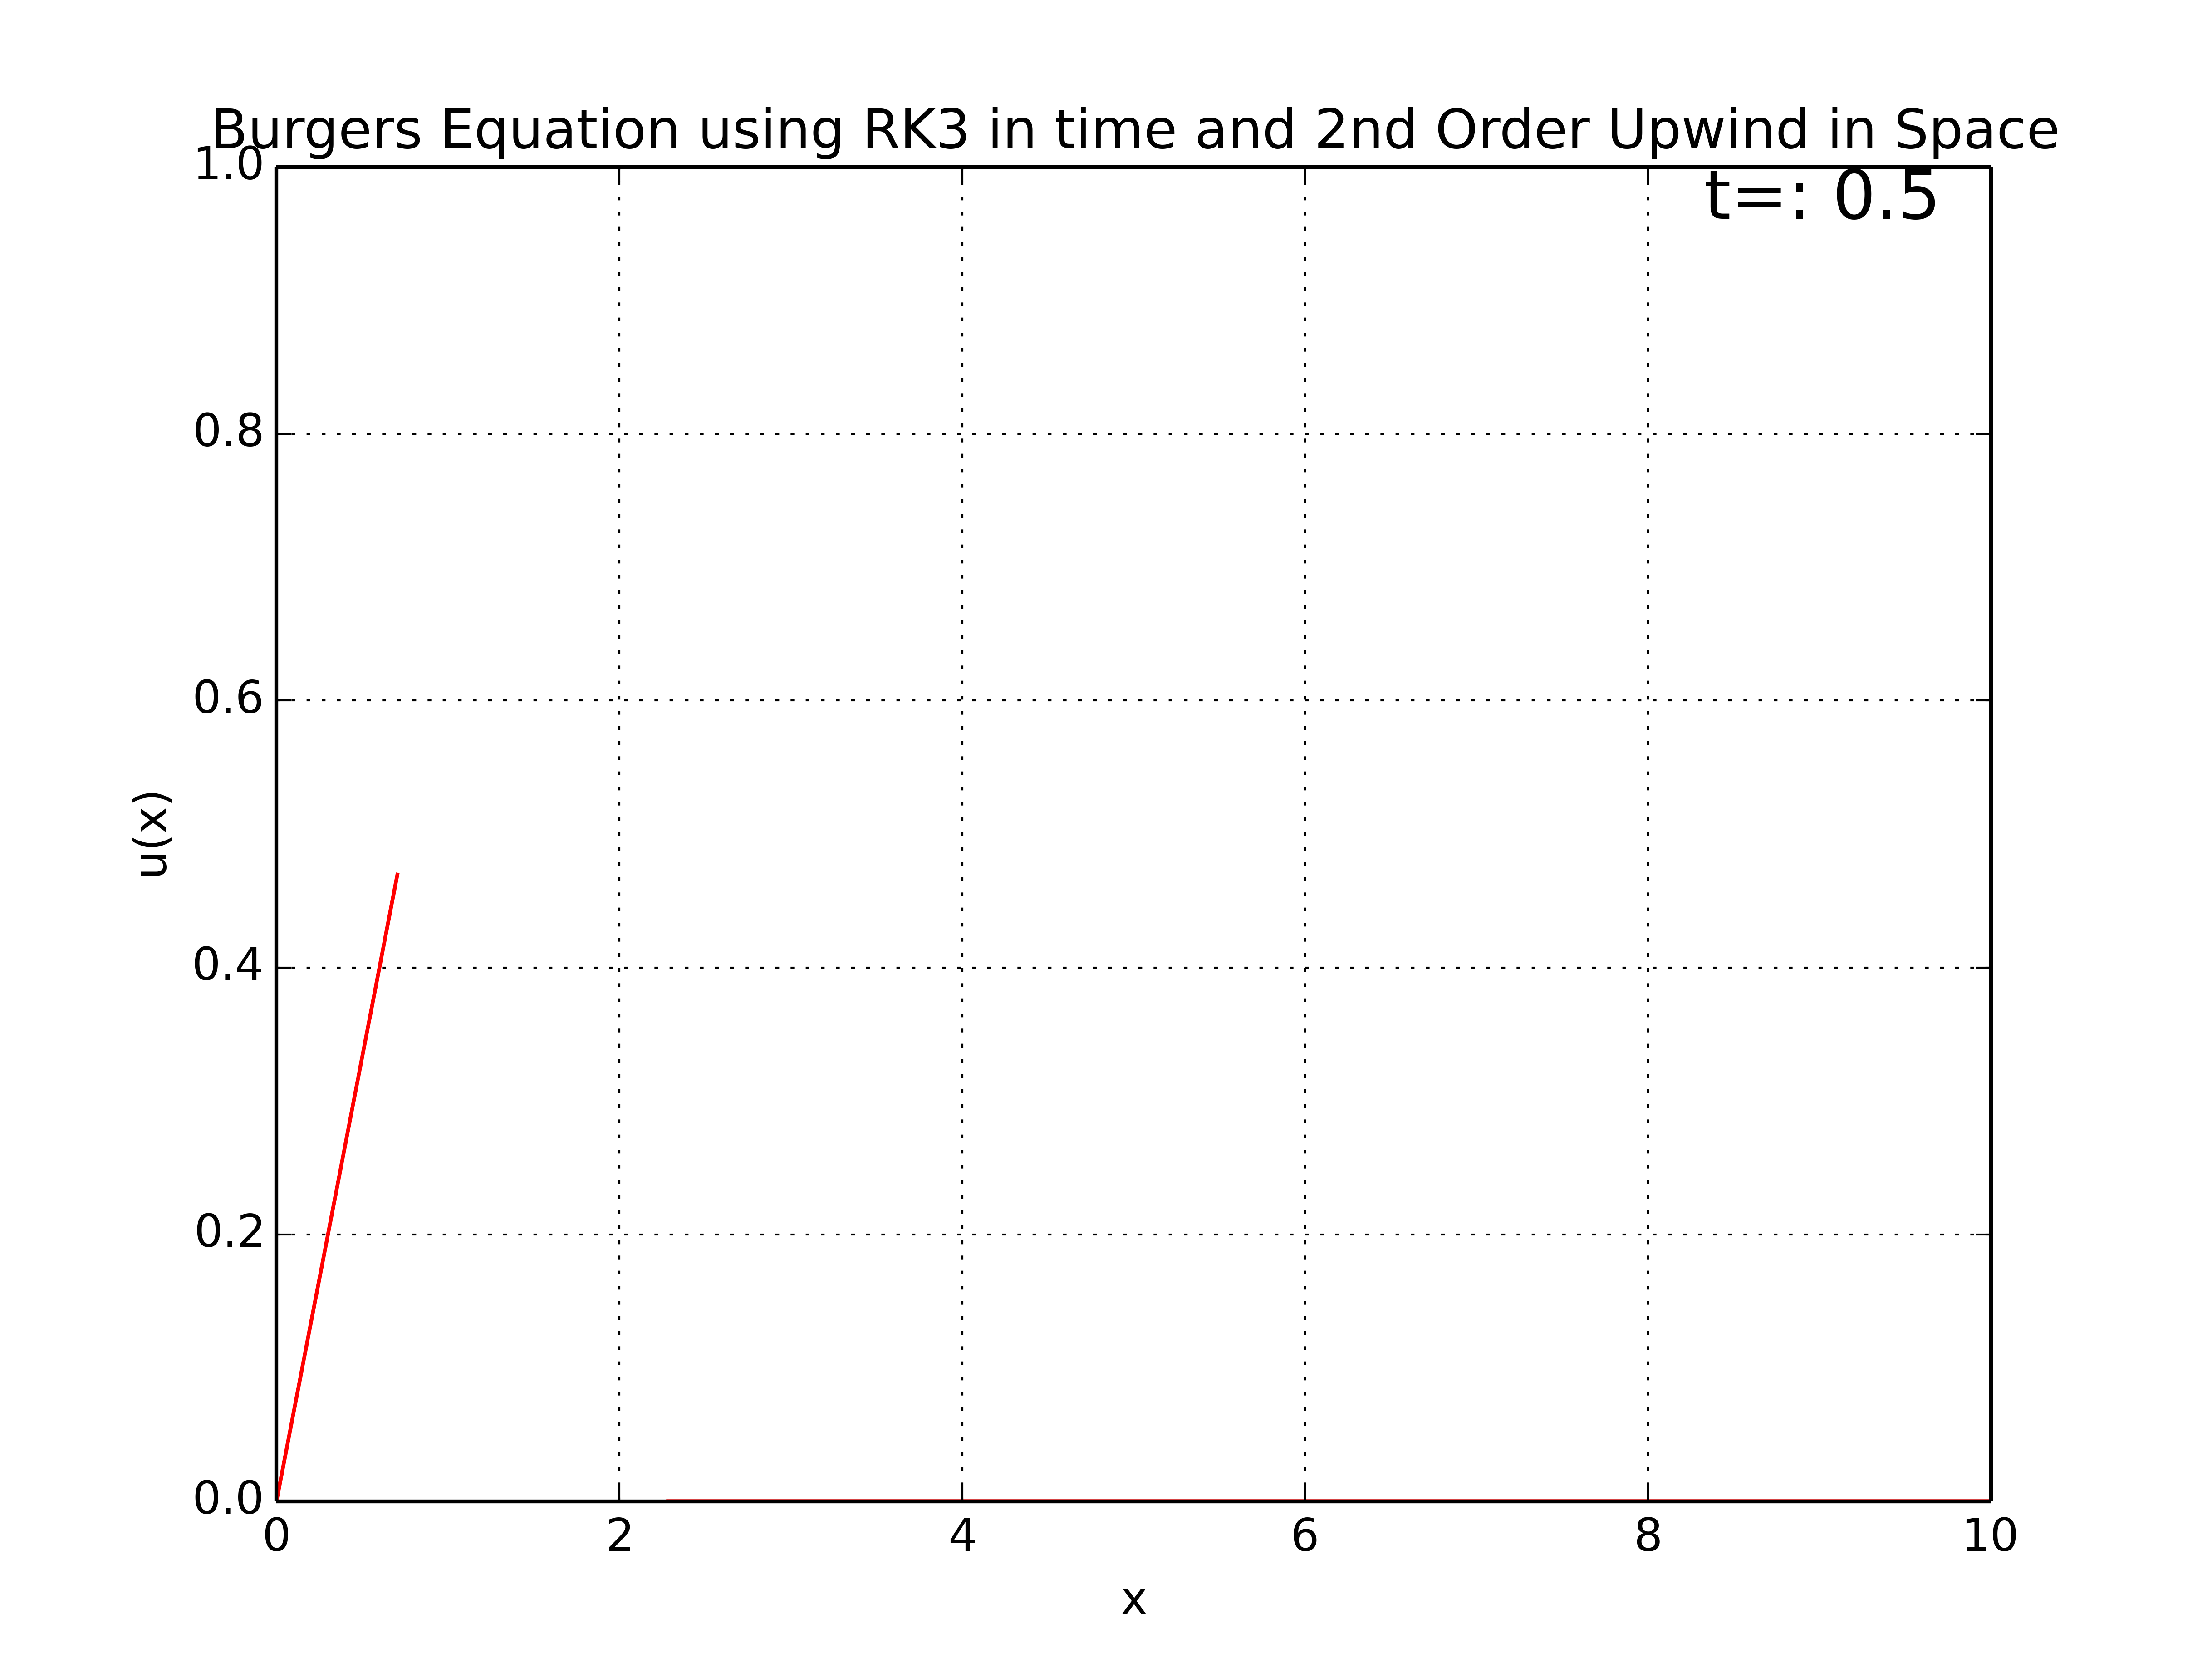 Burgers Equation using RK3 in time and 2nd Order Upwind in Space
t=: 0.5
1.0
0.8
0.6
0.4
0.2
0.0
u(x)
0 2 4 6 8 10
x